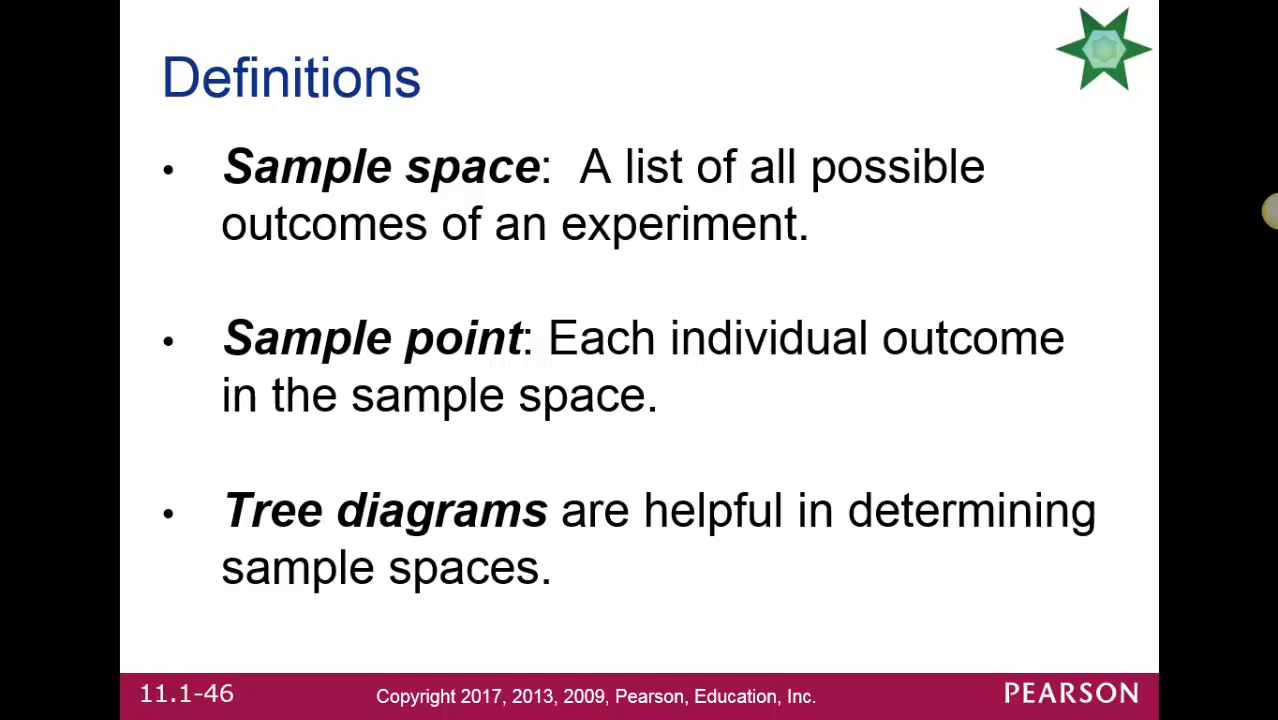 Definitions
• Sample space:  A list of all possible
outcomes of an experiment.
• Sample point: Each individual outcome
in the sample space.
• Tree diagrams are helpful in determining
sample spaces.
11.1-46
Copyright 2017, 2013, 2009, Pearson, Education, Inc.
PEARSON